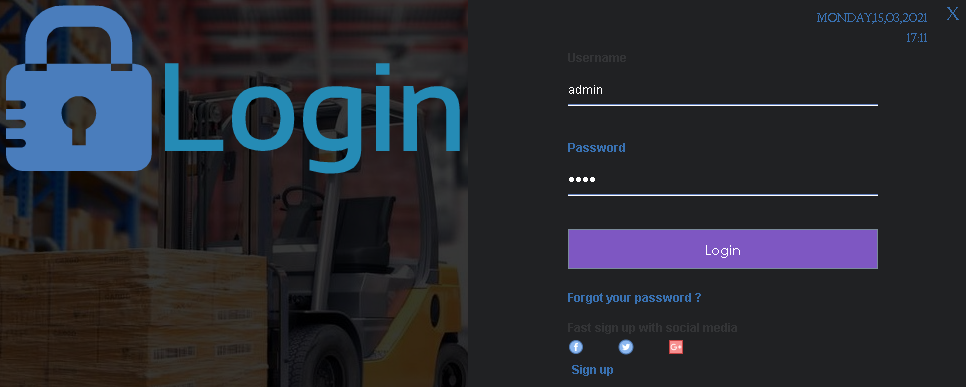 Login
MONDAY,15,03,2021
X
17:11
Username
admin
Password
••••
Login
Forgot your password ?
Fast sign up with social media
f
G+
Sign up